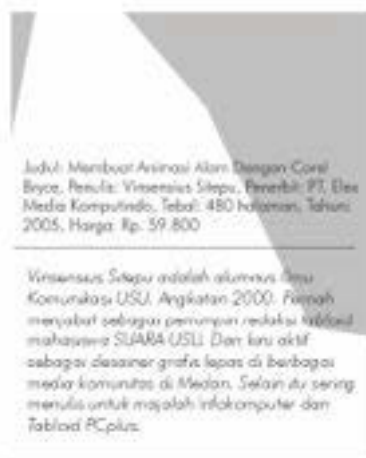 Judul: Membuat Animasi Alam Dengan Corel
Bryce, Penulis: Vinsensius Sitepu, Penerbit: PT. Elex
Media Komputindo, Tebal: 480 halaman, Tahun:
2005, Harga: Rp. 59.800
Vinsensius Sitepu adalah alumnus Ilmu
Komunikasi USU. Angkatan 2000. Pernah
menjabat sebagai pemimpin redaksi tabloid
mahasiswa SUARA USU. Dan kini aktif
sebagai desainer grafis lepas di berbagai
media komunitas di Medan. Selain itu sering
menulis untuk majalah Infokomputer dan
Tabloid PCplus.